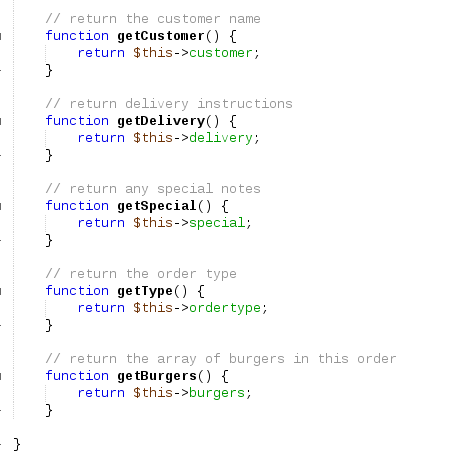 // return the customer name
function getCustomer() {
return $this->customer;
}
// return delivery instructions
function getDelivery() {
return $this->delivery;
}
// return any special notes
function getSpecial() {
return $this->special;
}
// return the order type
function getType() {
return $this->ordertype;
}
// return the array of burgers in this order
function getBurgers() {
return $this->burgers;
}
}